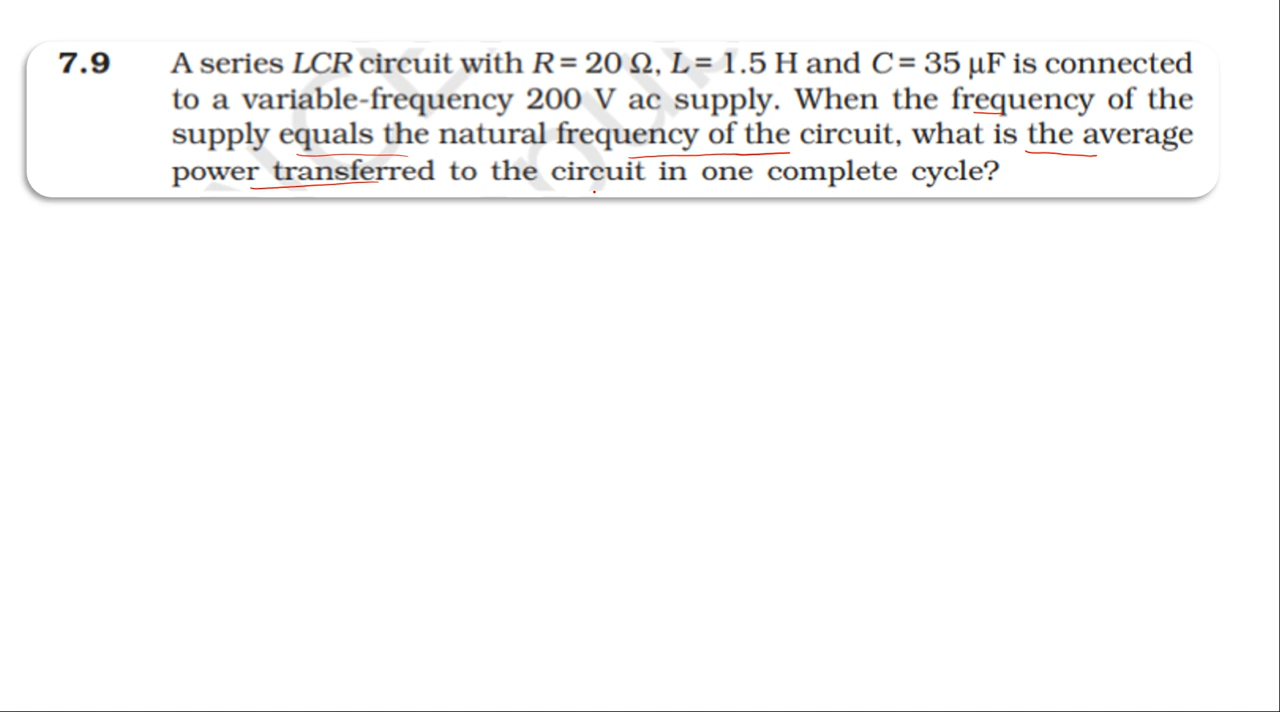 7.9 A series LCR circuit with R = 20 Ω, L = 1.5 H and C = 35 μF is connected
to a variable-frequency 200 V ac supply. When the frequency of the
supply equals the natural frequency of the circuit, what is the average
power transferred to the circuit in one complete cycle?